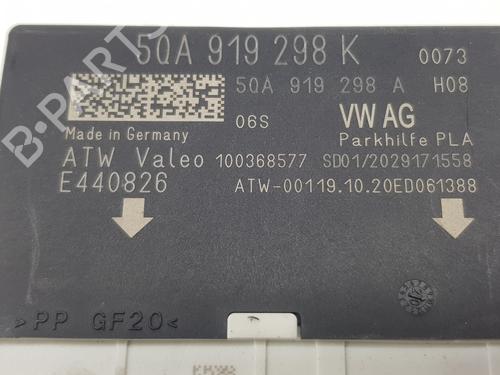 5QA 919 298 K 0073
5QA 919 298 A H08
06S VW AG
Made in Germany Parkhilfe PLA
ATW Valeo 100368577 SD01/2029171558
E440826 ATW-00119.10.20ED061388
>PP GF20<
B-PARTS